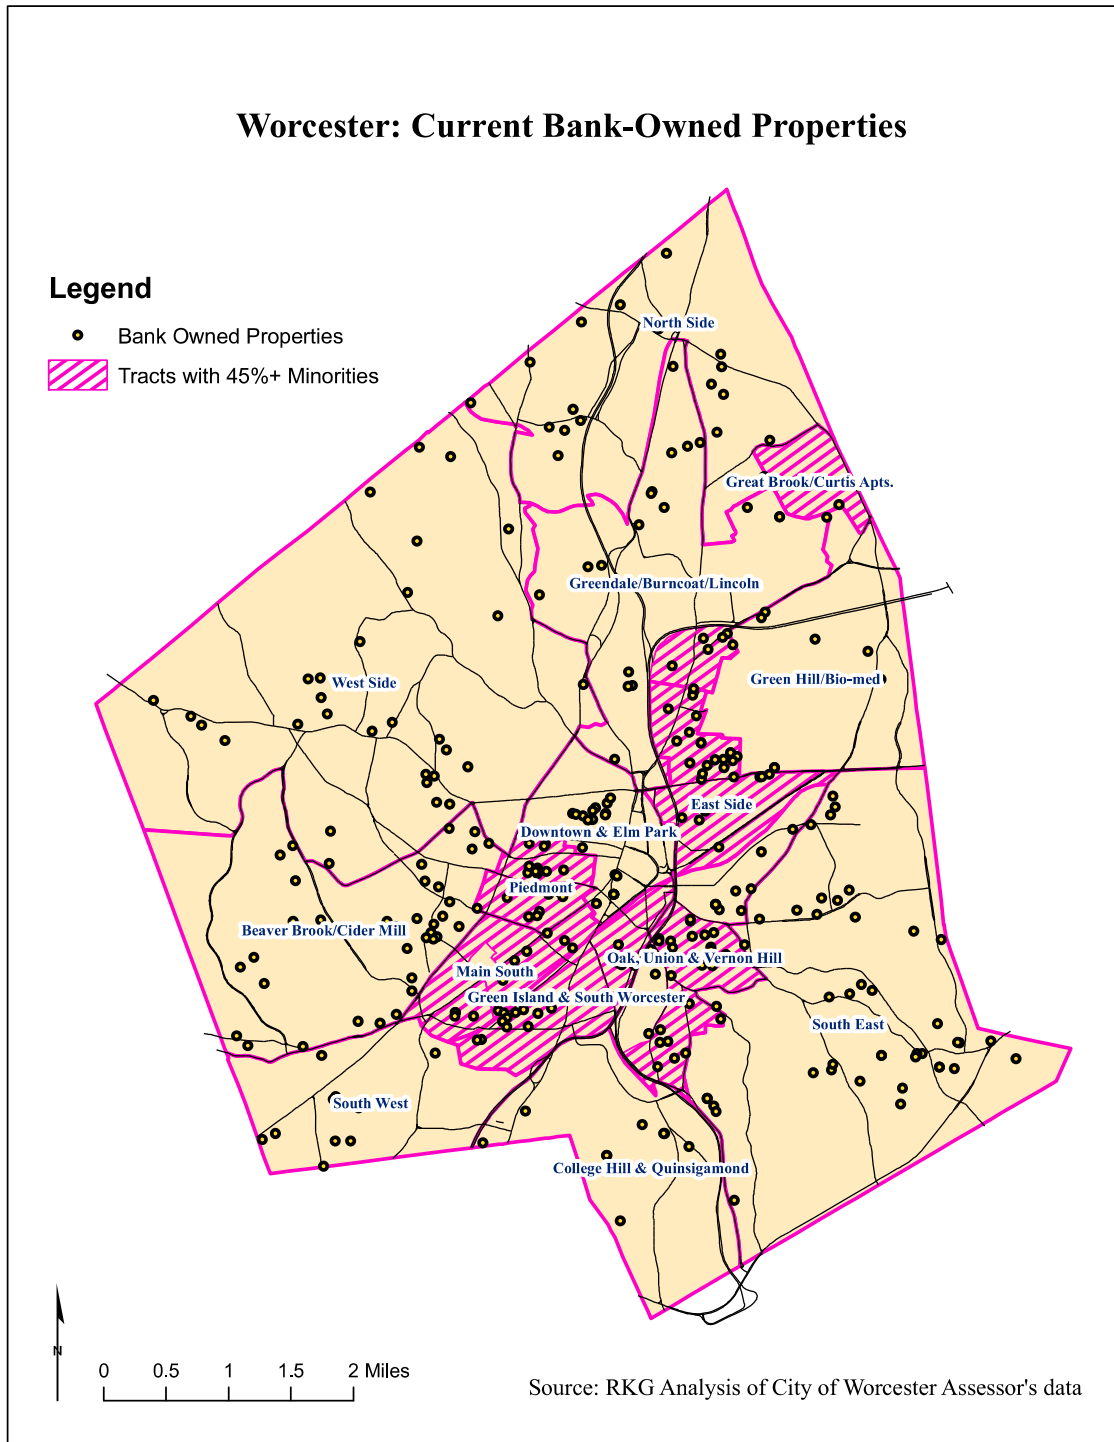 Worcester: Current Bank-Owned Properties
Legend
Bank Owned Properties
Tracts with 45%+ Minorities
North Side
Great Brook/Curtis Apts.
Greendale/Burncoat/Lincoln
West Side
Green Hill/Bio-med
East Side
Downtown & Elm Park
Piedmont
Beaver Brook/Cider Mill
Oak, Union & Vernon Hill
Main South
Green Island & South Worcester
South East
South West
College Hill & Quinsigamond
N
0 0.5 1 1.5 2 Miles
Source: RKG Analysis of City of Worcester Assessor's data